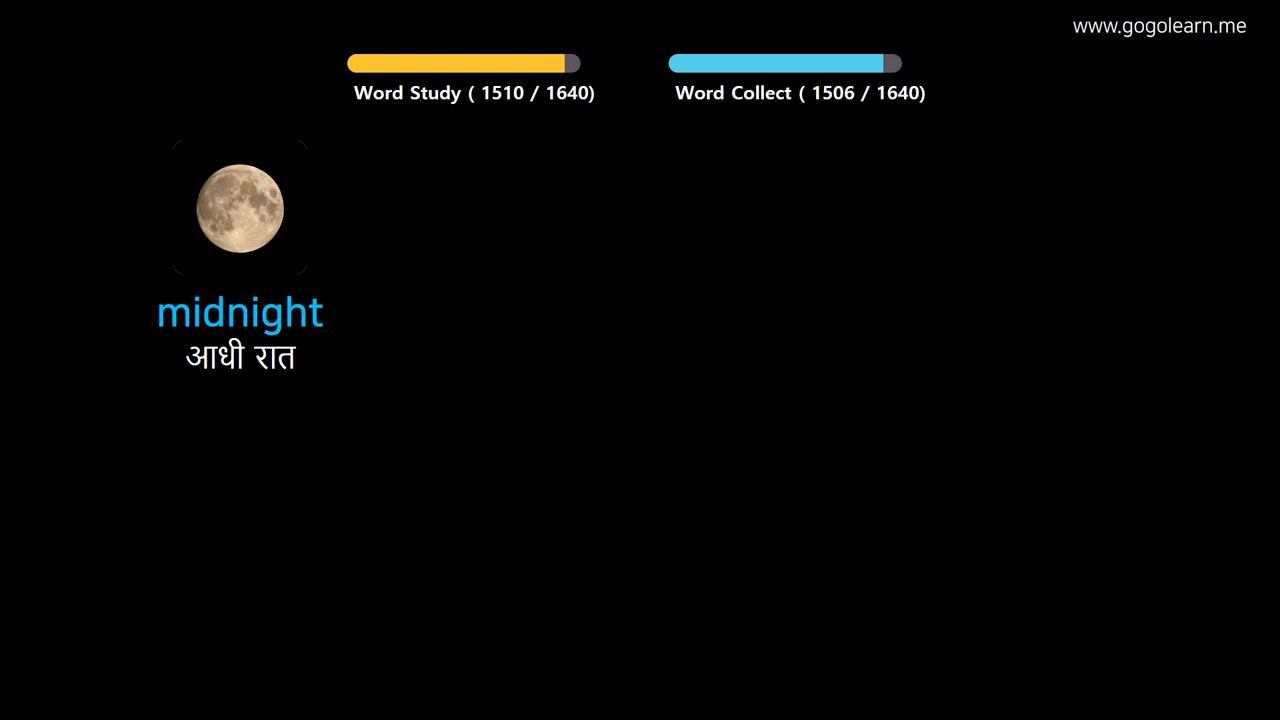 www.gogolearn.me
Word Study ( 1510 / 1640)
Word Collect ( 1506 / 1640)
midnight
आधी रात